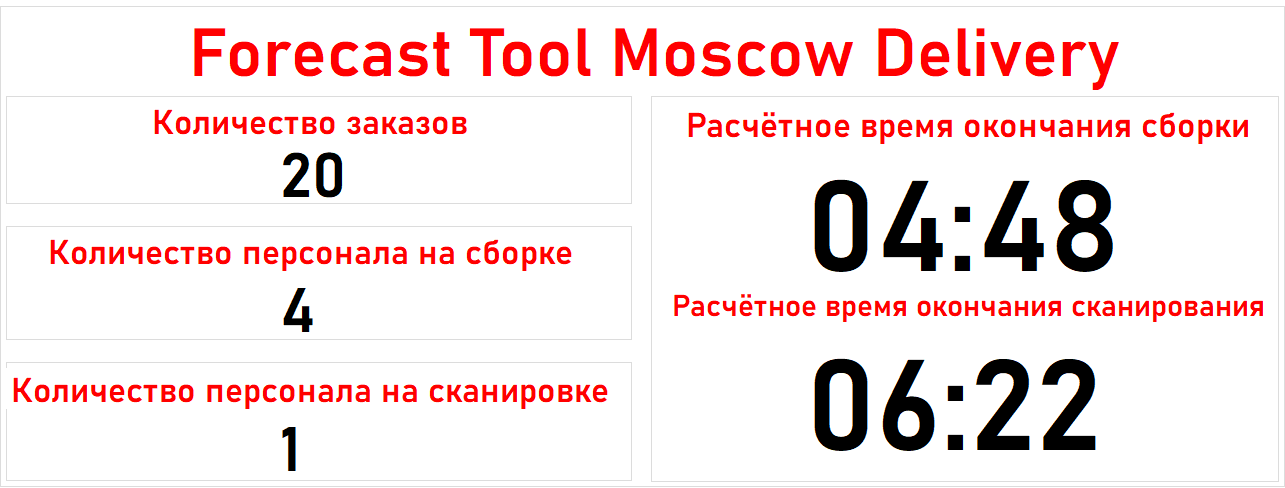 Forecast Tool Moscow Delivery
Количество заказов
20
Количество персонала на сборке
4
Количество персонала на сканировке
1
Расчётное время окончания сборки
04:48
Расчётное время окончания сканирования
06:22